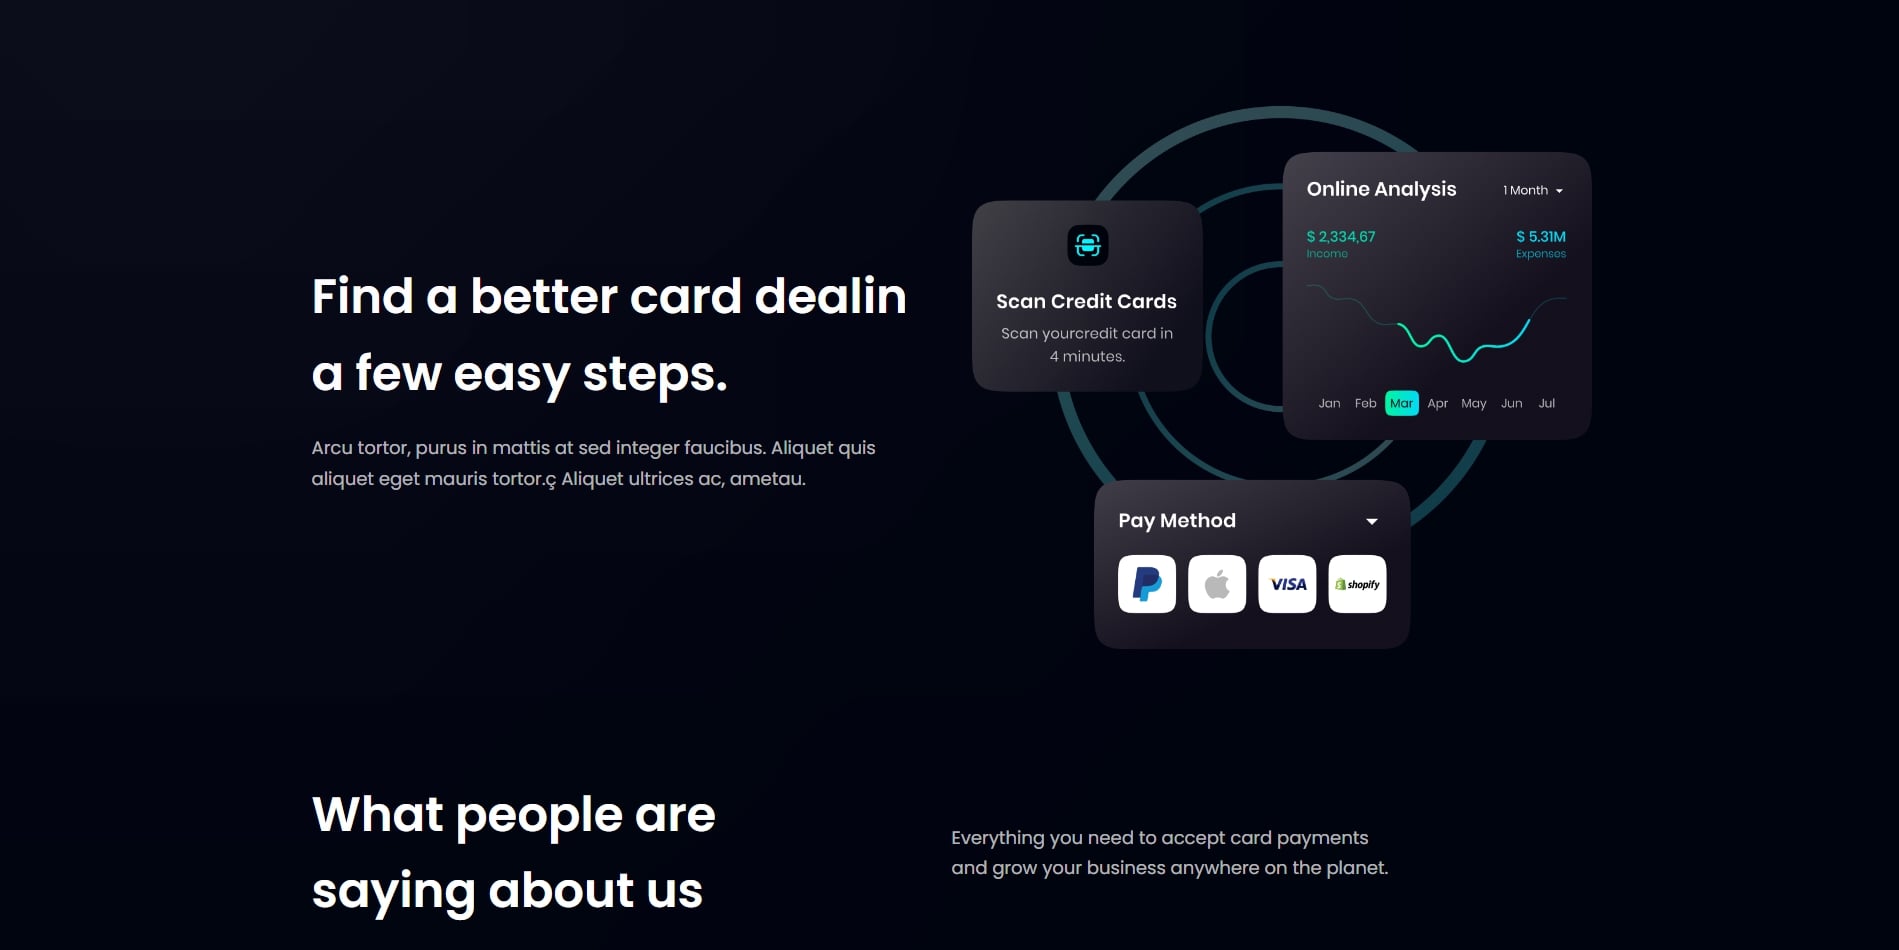 Find a better card dealin
a few easy steps.
Arcu tortor, purus in mattis at sed integer faucibus. Aliquet quis
aliquet eget mauris tortor.ç Aliquet ultrices ac, ametau.
Scan Credit Cards
Scan yourcredit card in
4 minutes.
Online Analysis
1 Month
$ 2,334,67
Income
$ 5.31M
Expenses
Jan Feb Mar Apr May Jun Jul
Pay Method
VISA
shopify
What people are
saying about us
Everything you need to accept card payments
and grow your business anywhere on the planet.